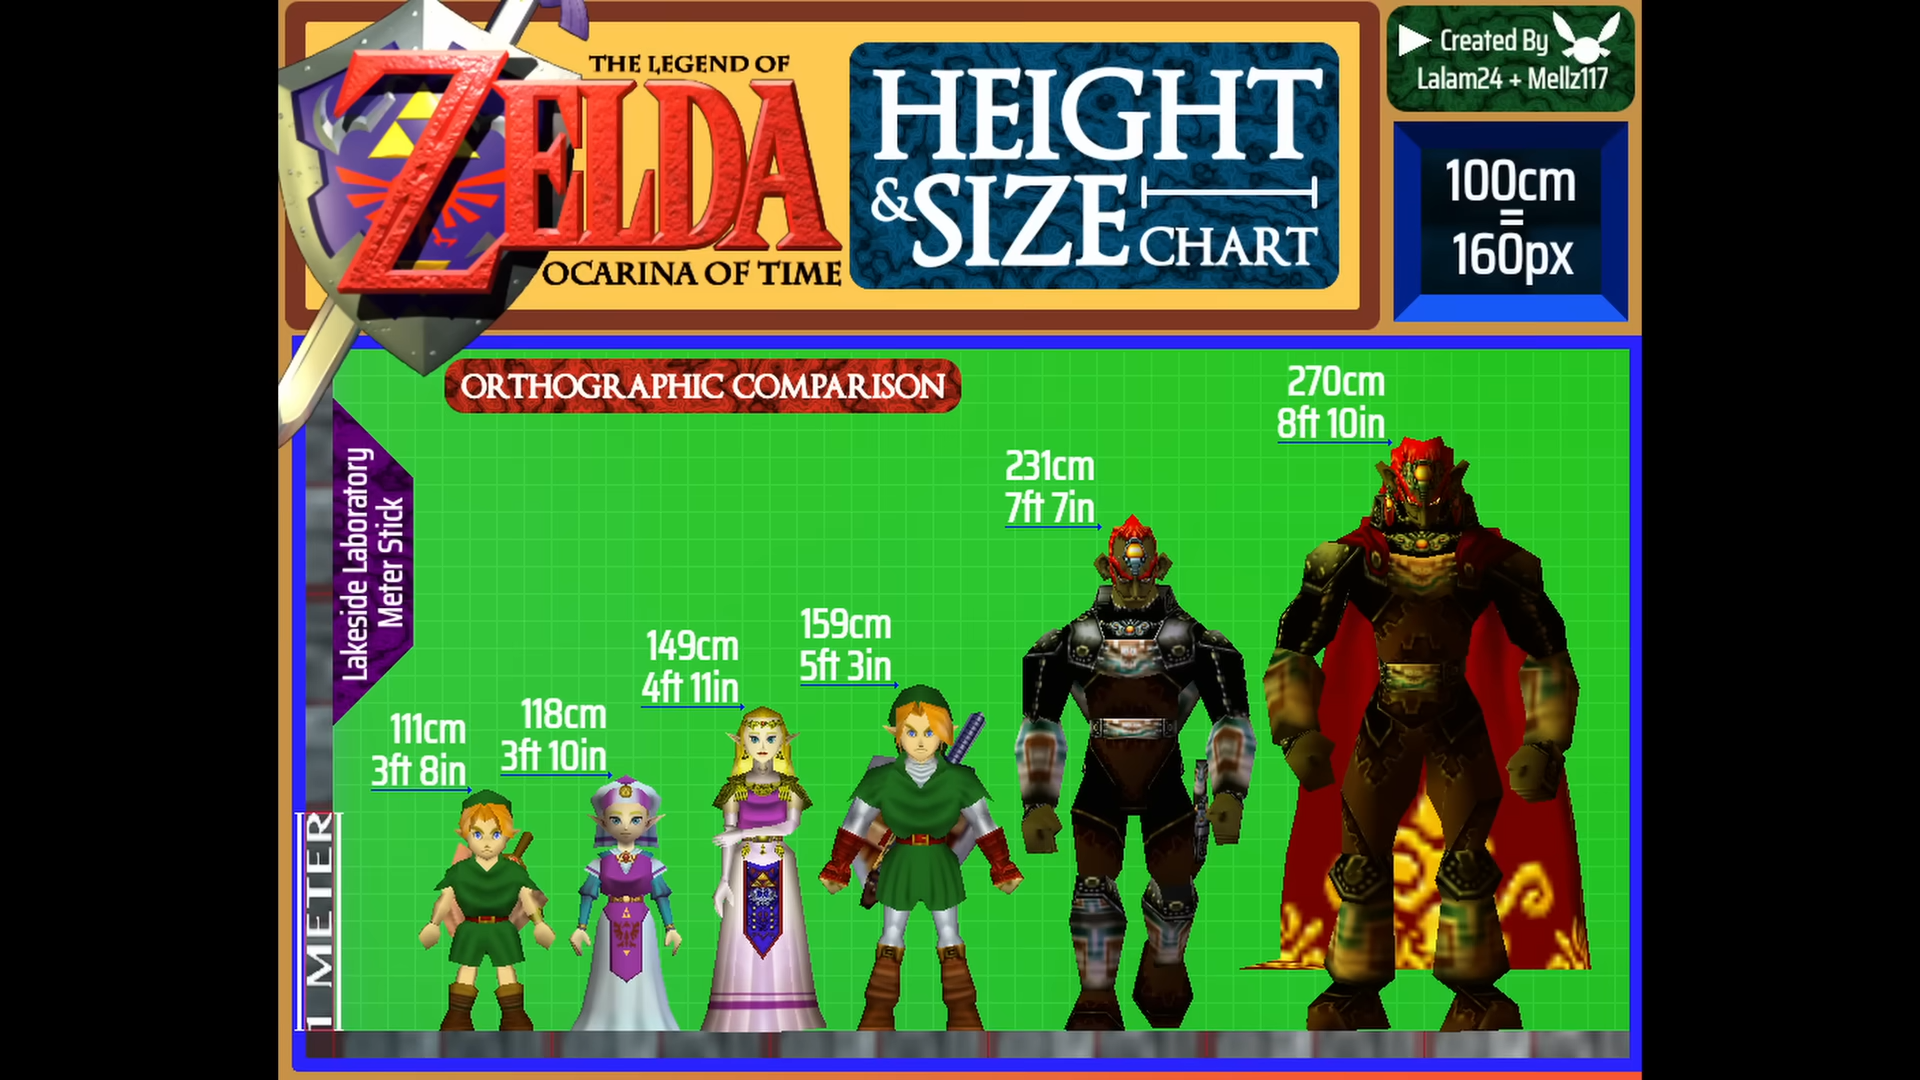 THE LEGEND OF
ZELDA
OCARINA OF TIME
HEIGHT
& SIZE
CHART
Created By
Lalam24 + Mellz117
100cm
=
160px
ORTHOGRAPHIC COMPARISON
Lakeside Laboratory
Meter Stick
1 METER
111cm
3ft 8in
118cm
3ft 10in
149cm
4ft 11in
159cm
5ft 3in
231cm
7ft 7in
270cm
8ft 10in